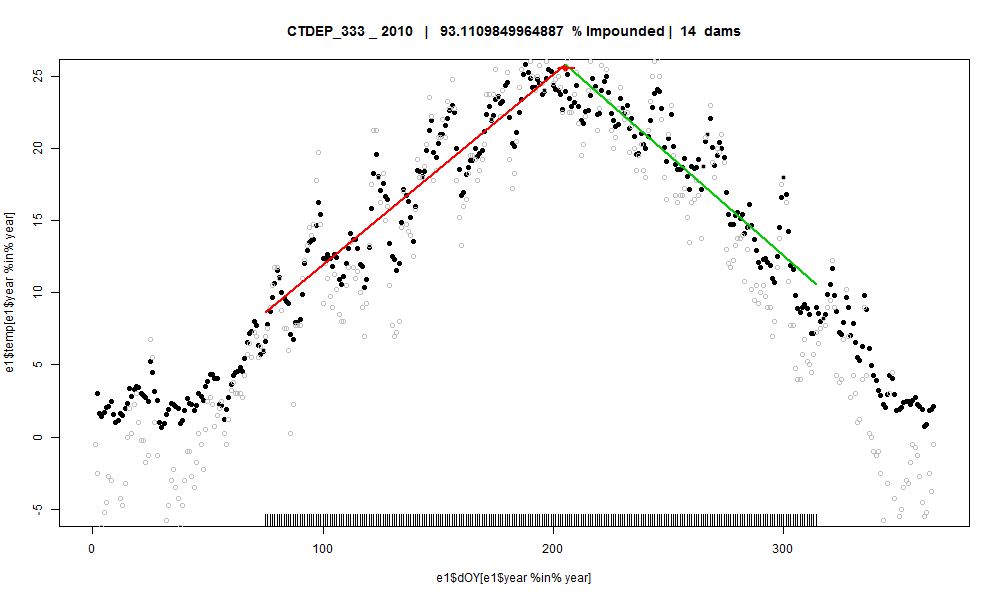 CTDEP_333 _ 2010 | 93.1109849964887 % Impounded | 14 dams
e1$temp[e1$year %in% year]
25
20
15
10
5
0
-5
0 100 200 300
e1$dOY[e1$year %in% year]